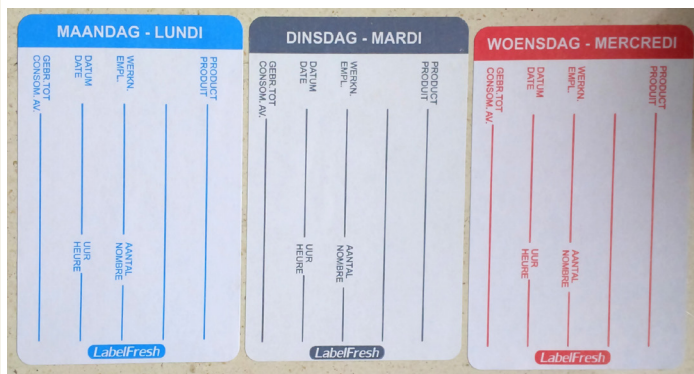 MAANDAG - LUNDI
PRODUCT
PRODUIT
WERKN.
EMPL.
AANTAL
NOMBRE
DATUM
DATE
UUR
HEURE
GEBR.TOT
CONSOM. AV.
LabelFresh
DINSDAG - MARDI
PRODUCT
PRODUIT
WERKN.
EMPL.
AANTAL
NOMBRE
DATUM
DATE
UUR
HEURE
GEBR.TOT
CONSOM. AV.
LabelFresh
WOENSDAG - MERCREDI
PRODUCT
PRODUIT
WERKN.
EMPL.
AANTAL
NOMBRE
DATUM
DATE
UUR
HEURE
GEBR.TOT
CONSOM. AV.
LabelFresh